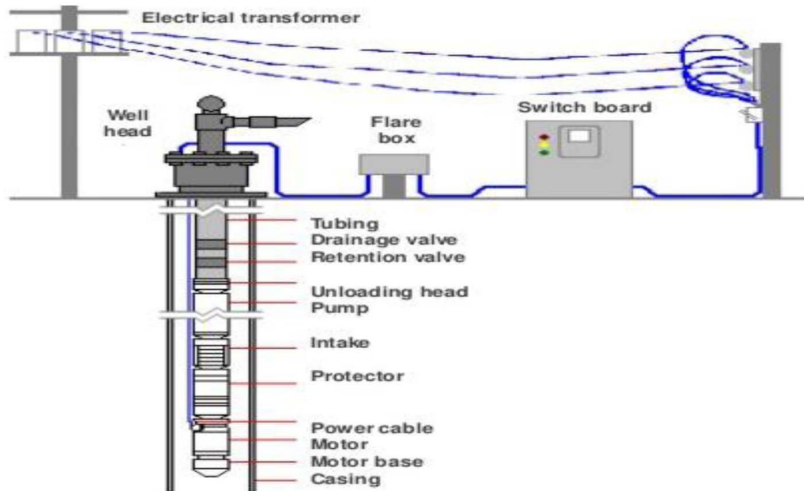 Electrical transformer
Well
head
Flare
box
Switch board
Tubing
Drainage valve
Retention valve
Unloading head
Pump
Intake
Protector
Power cable
Motor
Motor base
Casing